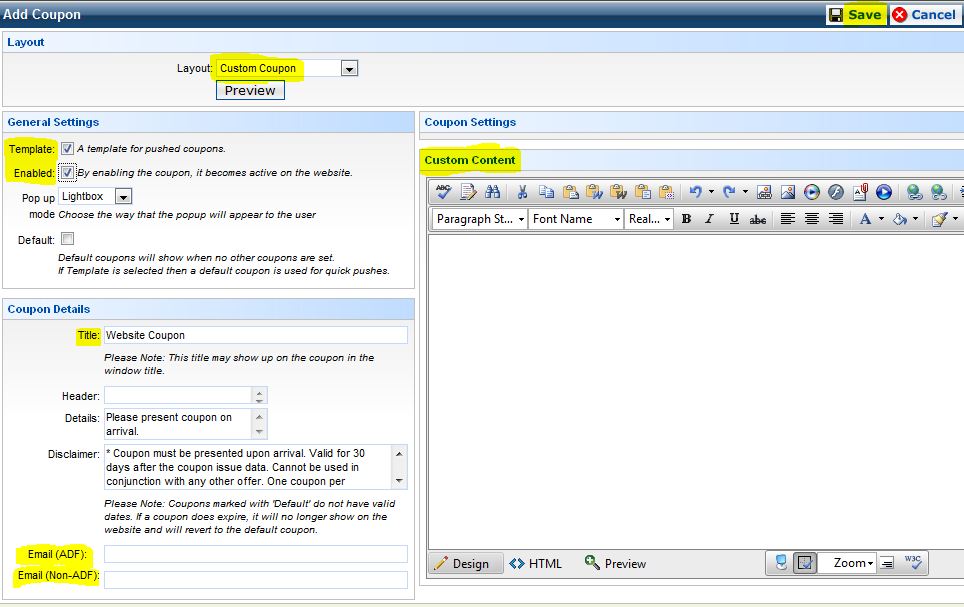 Add Coupon
Save
Cancel
Layout
Layout: Custom Coupon
Preview
General Settings
Template: A template for pushed coupons.
Enabled: By enabling the coupon, it becomes active on the website.
Pop up mode Lightbox
Choose the way that the popup will appear to the user
Default:
Default coupons will show when no other coupons are set.
If Template is selected then a default coupon is used for quick pushes.
Coupon Details
Title: Website Coupon
Please Note: This title may show up on the coupon in the
window title.
Header:
Details: Please present coupon on
arrival.
Disclaimer: * Coupon must be presented upon arrival. Valid for 30
days after the coupon issue data. Cannot be used in
conjunction with any other offer. One coupon per
Please Note: Coupons marked with 'Default' do not have valid
dates. If a coupon does expire, it will no longer show on the
website and will revert to the default coupon.
Email (ADF):
Email (Non-ADF):
Coupon Settings
Custom Content
ABC
Paragraph St... Font Name Real... B I U abc A
Design HTML Preview Zoom W3C